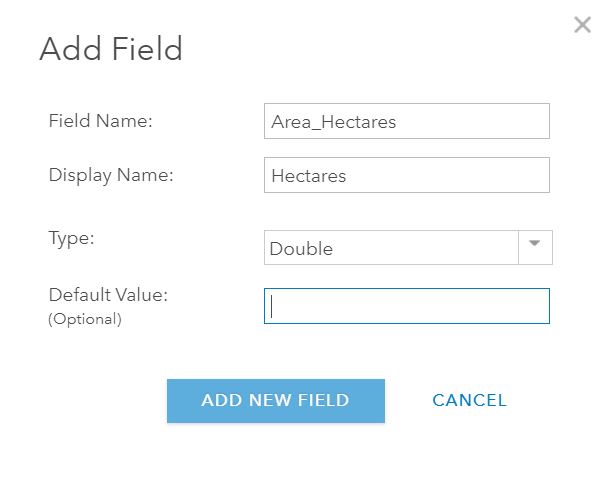 Add Field
Field Name: Area_Hectares
Display Name: Hectares
Type: Double
Default Value:
(Optional)
ADD NEW FIELD CANCEL